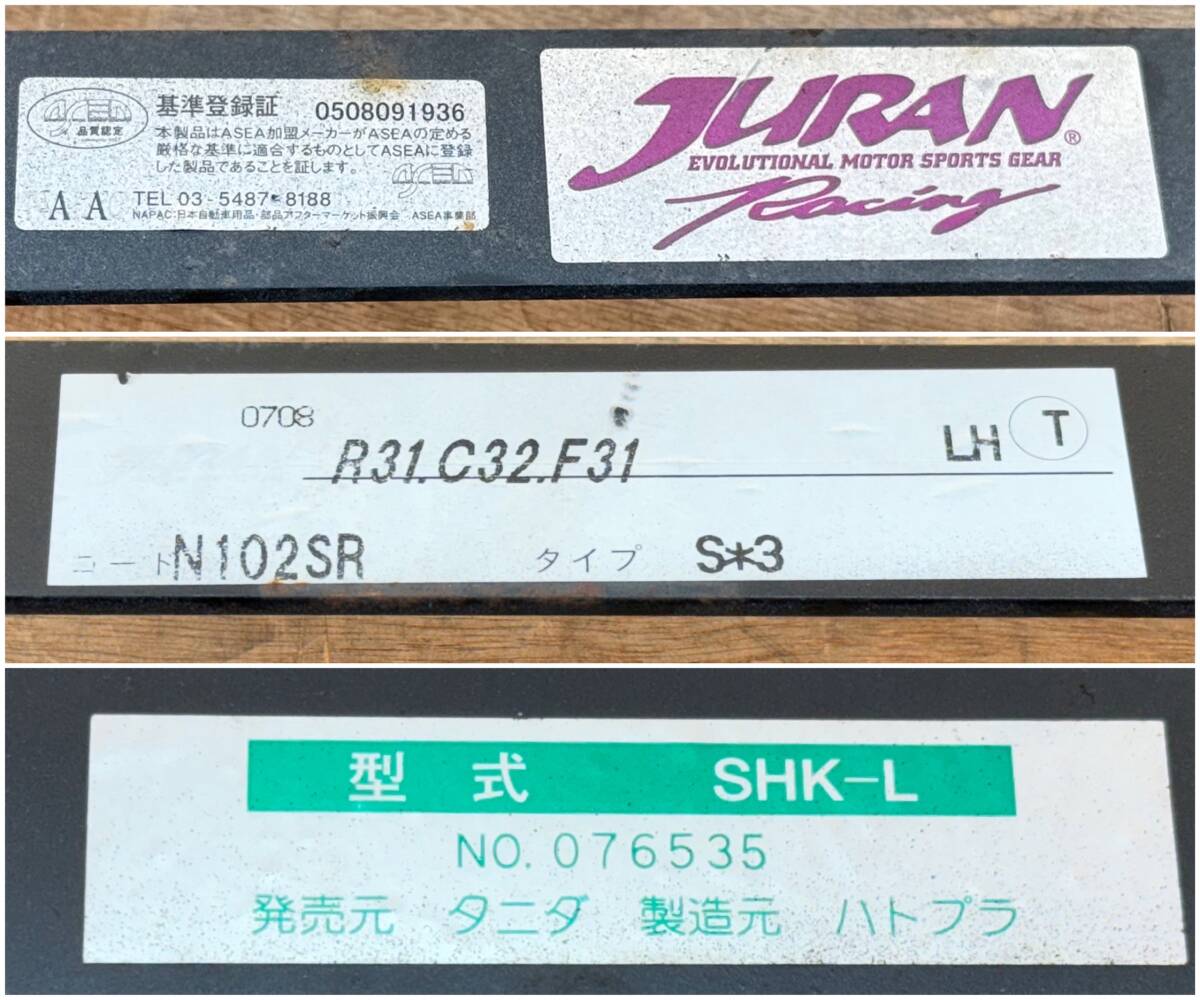 ASEA
品質認定
基準登録証 0508091936
本製品はASEA加盟メーカーがASEAの定める
厳格な基準に適合するものとしてASEAに登録
した製品であることを証します。
ASEA
AA TEL 03-5487-8188
NAPAC・日本自動車用品・部品アフターマーケット振興会 ASEA事業部
JURAN®
EVOLUTIONAL MOTOR SPORTS GEAR
Racing
0708
R31.C32.F31 LH T
コード N102SR タイプ S*3
型式 SHK-L
NO.076535
発売元 タニダ 製造元 ハトプラ